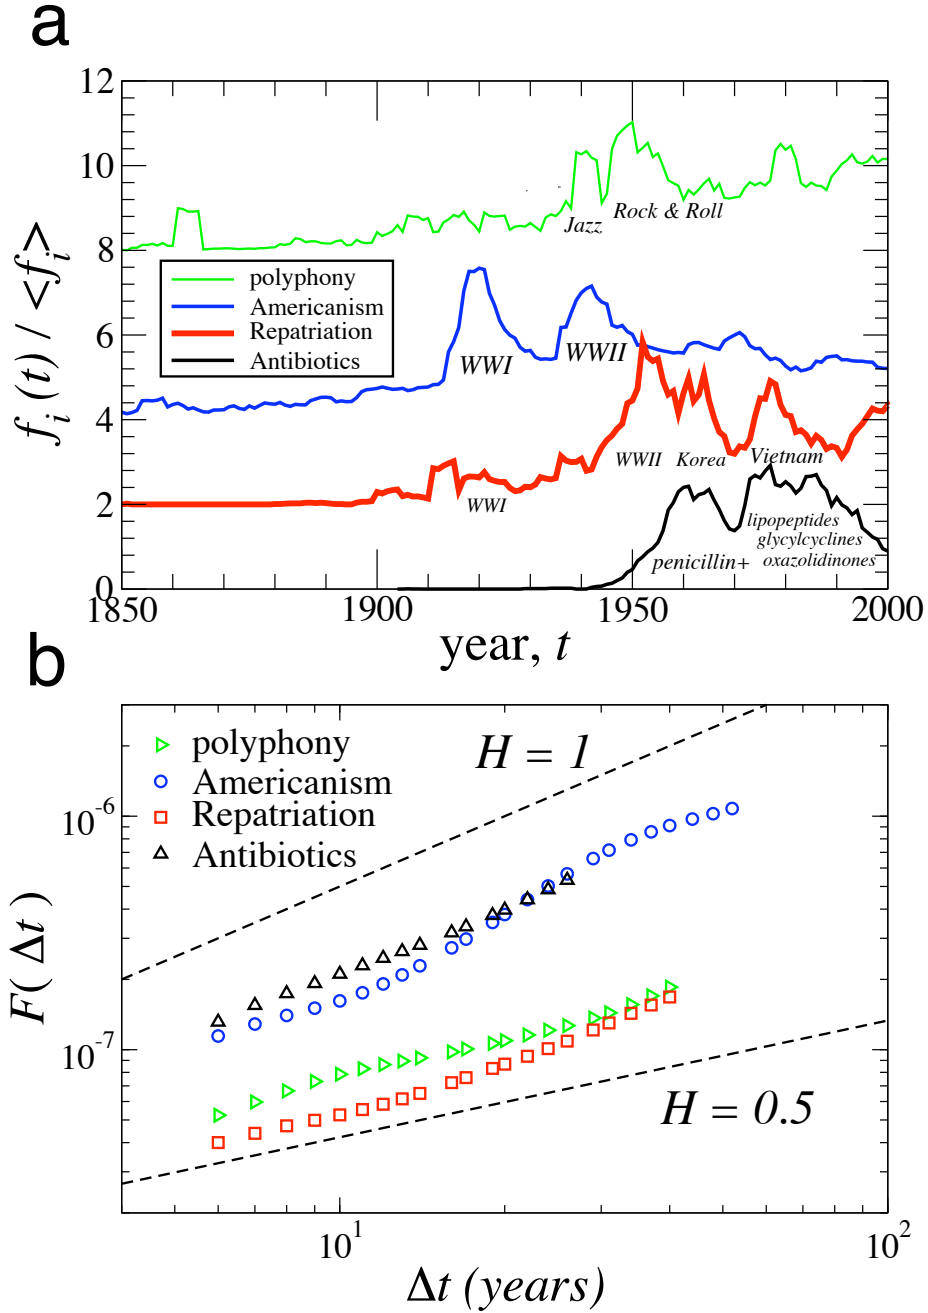 a
12
10
8
6
4
2
0
f_i (t) / <f_i>
polyphony
Americanism
Repatriation
Antibiotics
Jazz
Rock & Roll
WWI
WWII
WWI
WWII
Korea
Vietnam
penicillin+
lipopeptides
glycylcyclines
oxazolidinones
1850
1900
1950
2000
year, t
b
polyphony
Americanism
Repatriation
Antibiotics
H = 1
H = 0.5
10^-6
10^-7
F( Δt )
10^1
10^2
Δt (years)